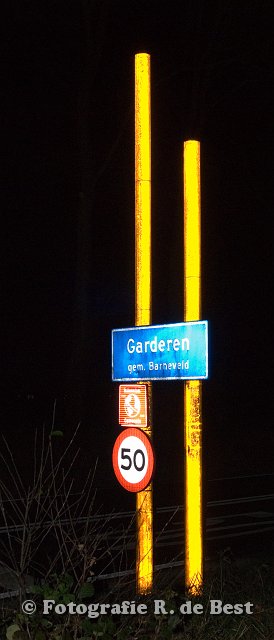 Garderen
gem. Barneveld
50
© Fotografie R. de Best